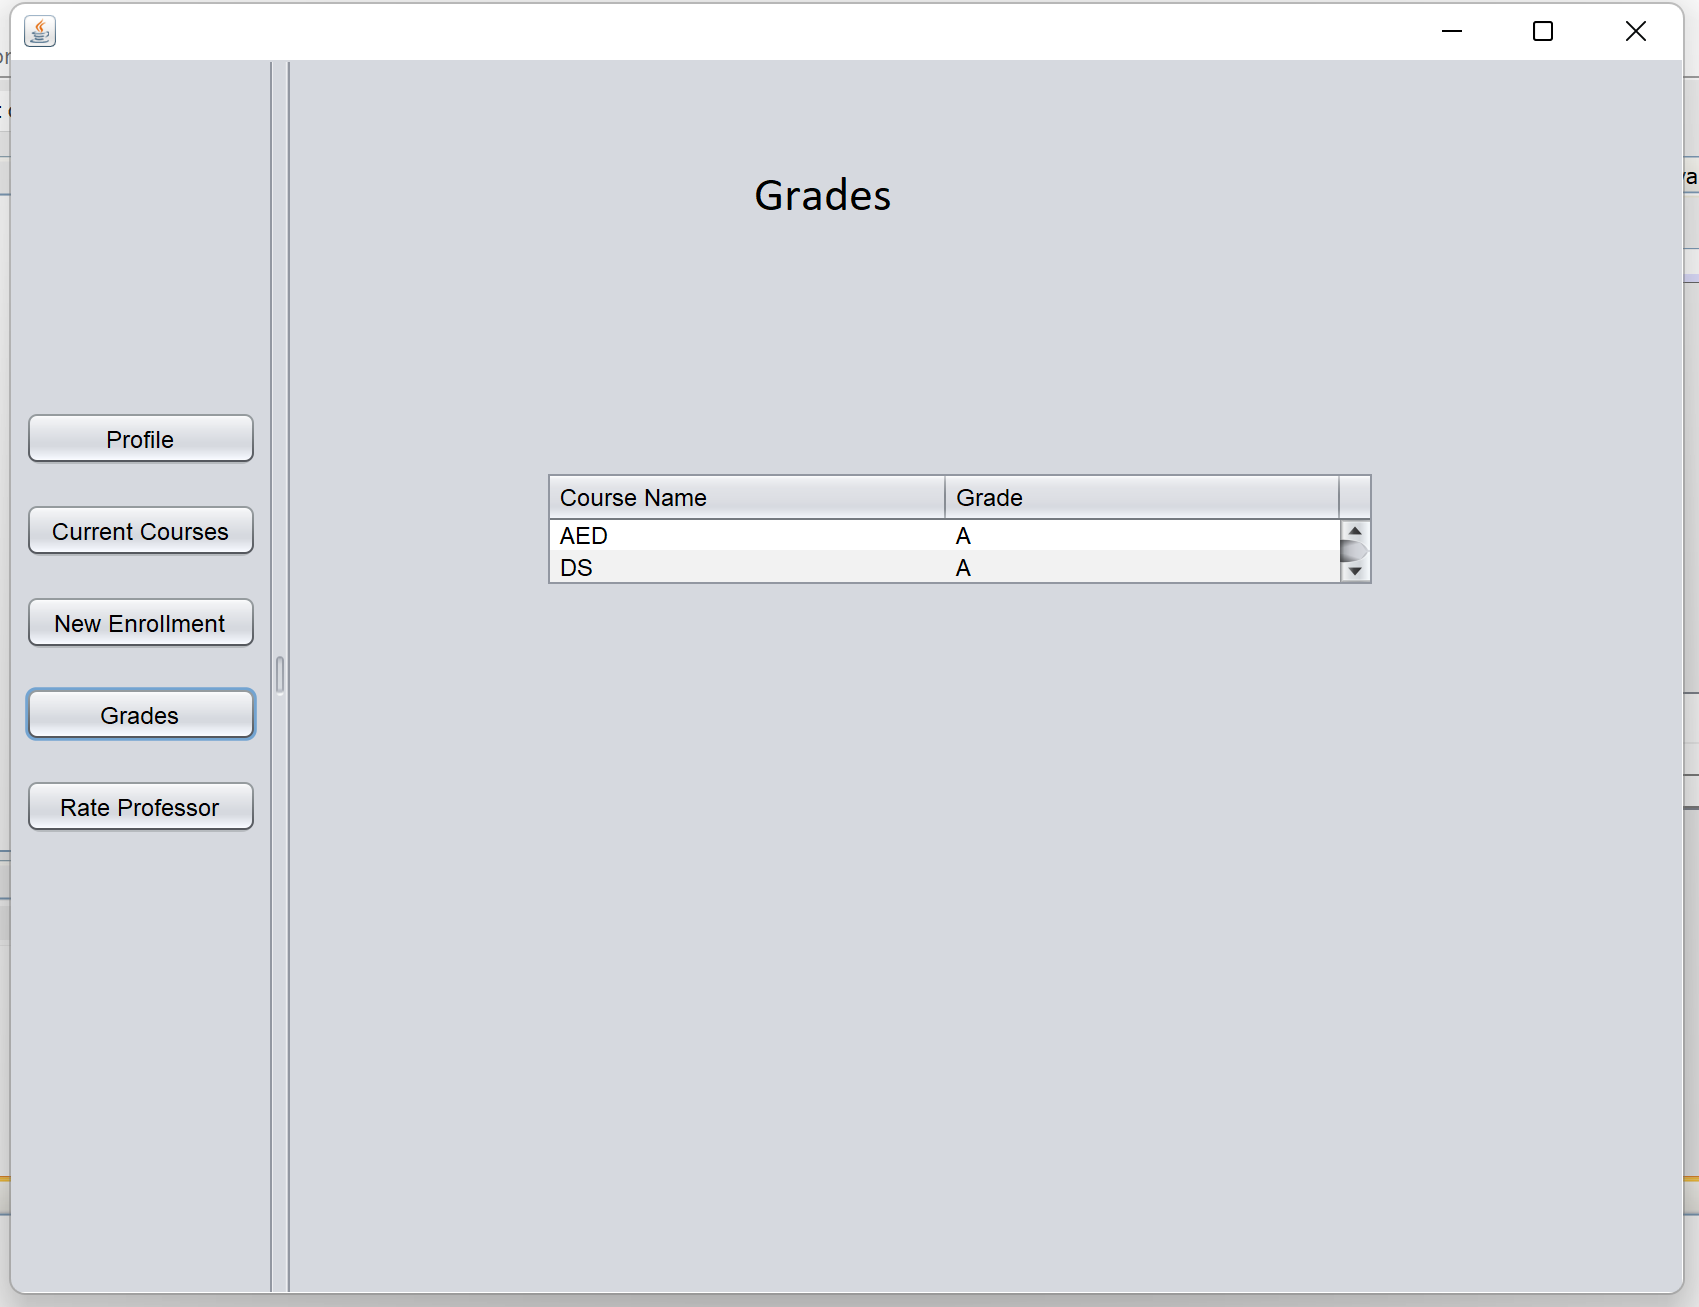 Grades
Profile
Current Courses
New Enrollment
Grades
Rate Professor
Course Name Grade
AED A
DS A